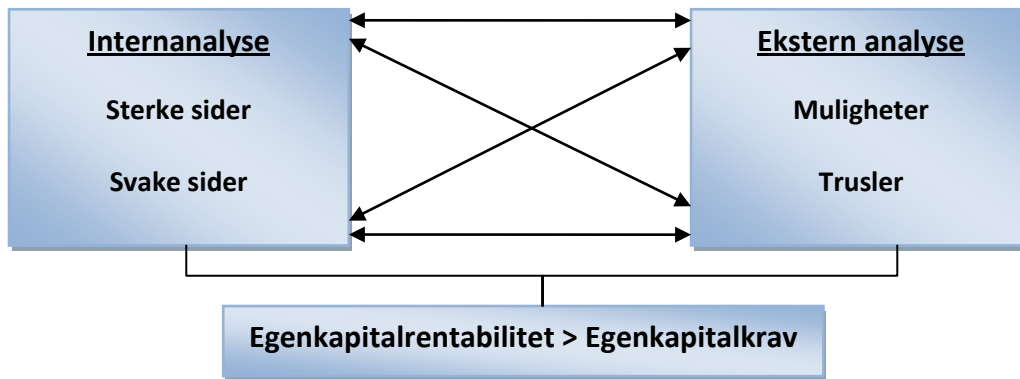 Internanalyse
Sterke sider
Svake sider
Ekstern analyse
Muligheter
Trusler
Egenkapitalrentabilitet > Egenkapitalkrav